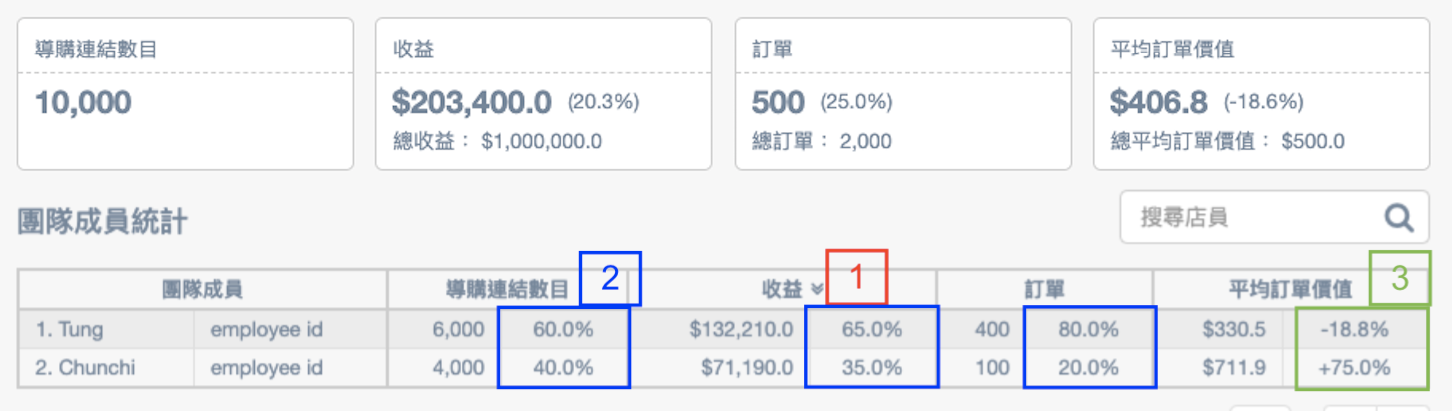 導購連結數目
10,000
收益
$203,400.0 (20.3%)
總收益： $1,000,000.0
訂單
500 (25.0%)
總訂單： 2,000
平均訂單價值
$406.8 (-18.6%)
總平均訂單價值： $500.0
團隊成員統計
搜尋店員
團隊成員 導購連結數目 2 收益 1 訂單 平均訂單價值 3
1. Tung employee id 6,000 60.0% $132,210.0 65.0% 400 80.0% $330.5 -18.8%
2. Chunchi employee id 4,000 40.0% $71,190.0 35.0% 100 20.0% $711.9 +75.0%